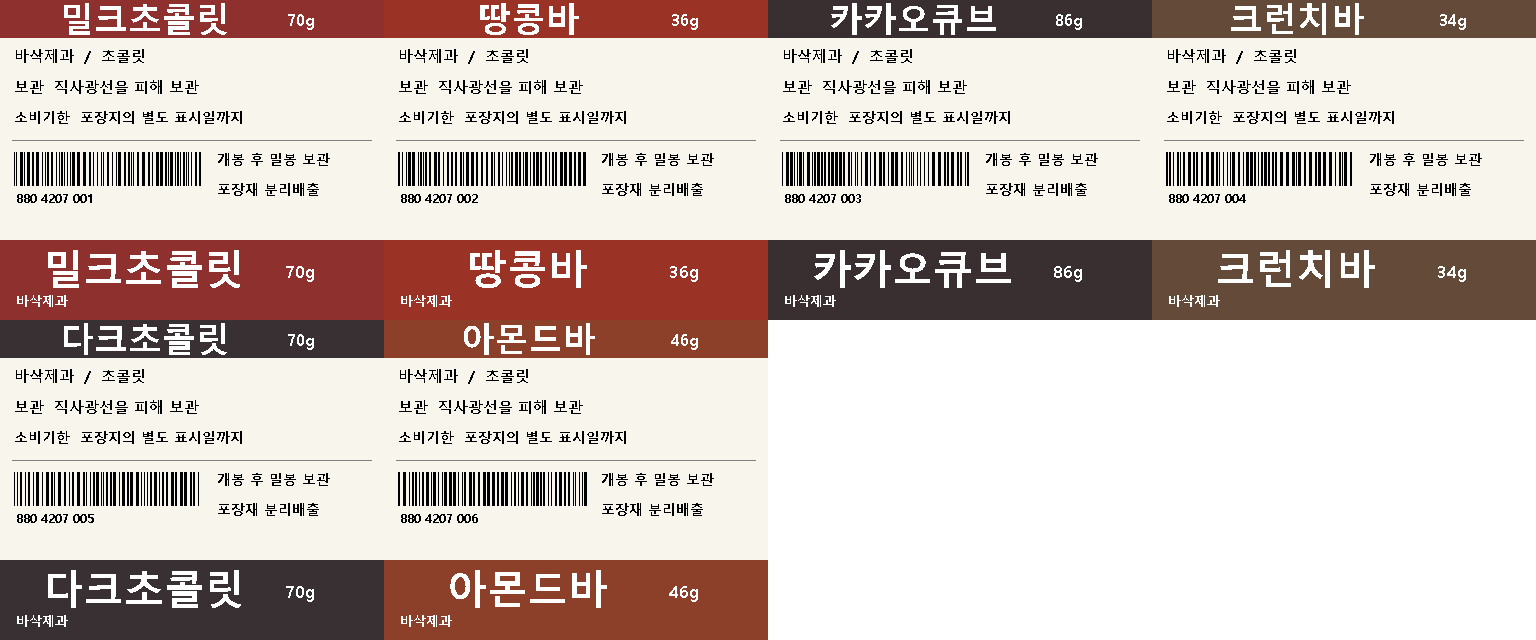 밀크초콜릿 70g
바삭제과 / 초콜릿
보관 직사광선을 피해 보관
소비기한 포장지의 별도 표시일까지
개봉 후 밀봉 보관
포장재 분리배출
880 4207 001
밀크초콜릿 70g
바삭제과
땅콩바 36g
바삭제과 / 초콜릿
보관 직사광선을 피해 보관
소비기한 포장지의 별도 표시일까지
개봉 후 밀봉 보관
포장재 분리배출
880 4207 002
땅콩바 36g
바삭제과
카카오큐브 86g
바삭제과 / 초콜릿
보관 직사광선을 피해 보관
소비기한 포장지의 별도 표시일까지
개봉 후 밀봉 보관
포장재 분리배출
880 4207 003
카카오큐브 86g
바삭제과
크런치바 34g
바삭제과 / 초콜릿
보관 직사광선을 피해 보관
소비기한 포장지의 별도 표시일까지
개봉 후 밀봉 보관
포장재 분리배출
880 4207 004
크런치바 34g
바삭제과
다크초콜릿 70g
바삭제과 / 초콜릿
보관 직사광선을 피해 보관
소비기한 포장지의 별도 표시일까지
개봉 후 밀봉 보관
포장재 분리배출
880 4207 005
다크초콜릿 70g
바삭제과
아몬드바 46g
바삭제과 / 초콜릿
보관 직사광선을 피해 보관
소비기한 포장지의 별도 표시일까지
개봉 후 밀봉 보관
포장재 분리배출
880 4207 006
아몬드바 46g
바삭제과